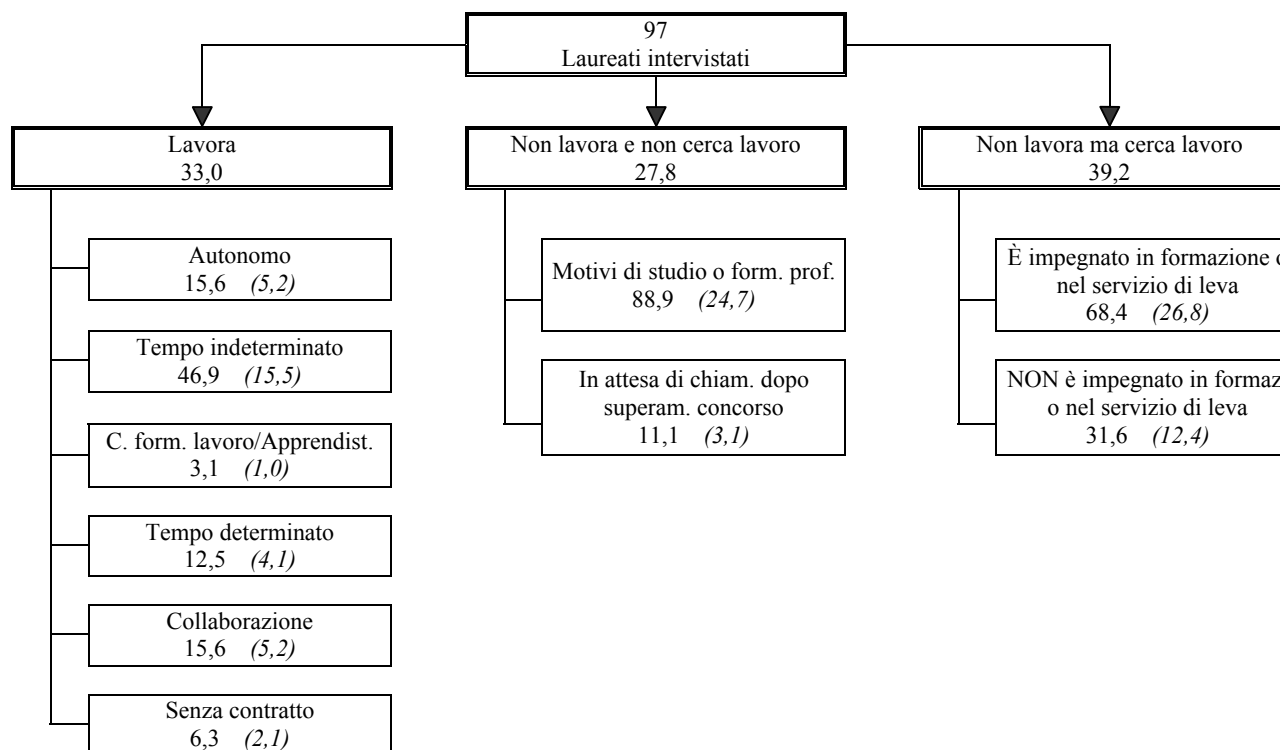 97
Laureati intervistati
Lavora
33,0
Non lavora e non cerca lavoro
27,8
Non lavora ma cerca lavoro
39,2
Autonomo
15,6 (5,2)
Tempo indeterminato
46,9 (15,5)
C. form. lavoro/Apprendist.
3,1 (1,0)
Tempo determinato
12,5 (4,1)
Collaborazione
15,6 (5,2)
Senza contratto
6,3 (2,1)
Motivi di studio o form. prof.
88,9 (24,7)
In attesa di chiam. dopo
superam. concorso
11,1 (3,1)
È impegnato in formazione
nel servizio di leva
68,4 (26,8)
NON è impegnato in formaz
o nel servizio di leva
31,6 (12,4)